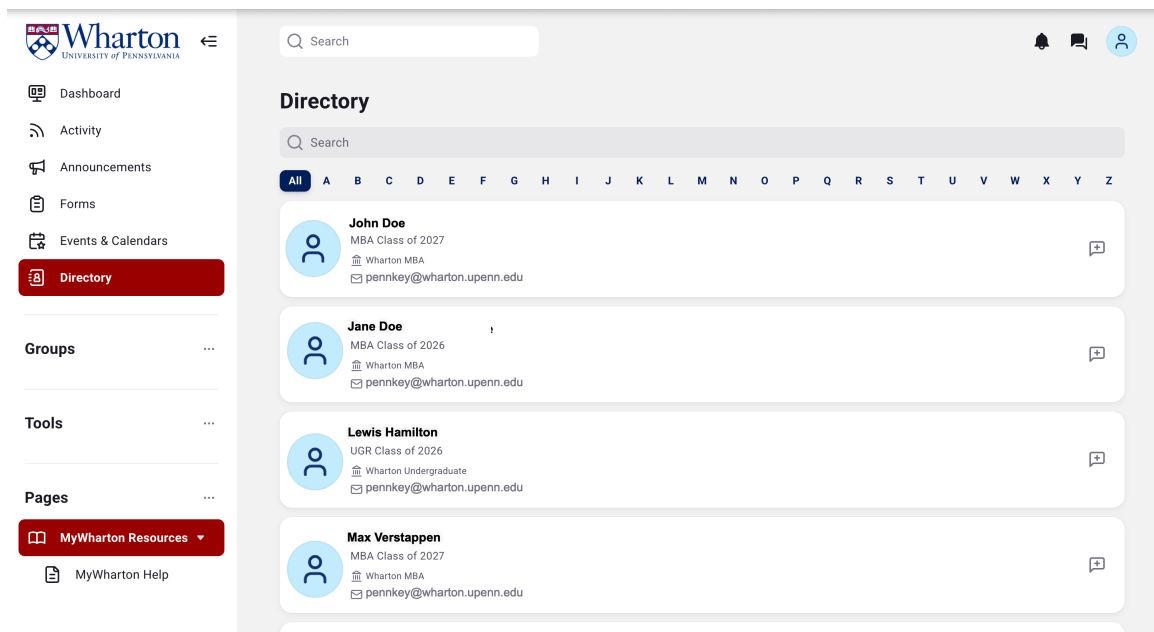 Wharton
UNIVERSITY of PENNSYLVANIA
Search
Dashboard
Activity
Announcements
Forms
Events & Calendars
Directory
Groups
Tools
Pages
MyWharton Resources
MyWharton Help
Directory
Search
All A B C D E F G H I J K L M N O P Q R S T U V W X Y Z
John Doe
MBA Class of 2027
Wharton MBA
pennkey@wharton.upenn.edu
Jane Doe
MBA Class of 2026
Wharton MBA
pennkey@wharton.upenn.edu
Lewis Hamilton
UGR Class of 2026
Wharton Undergraduate
pennkey@wharton.upenn.edu
Max Verstappen
MBA Class of 2027
Wharton MBA
pennkey@wharton.upenn.edu